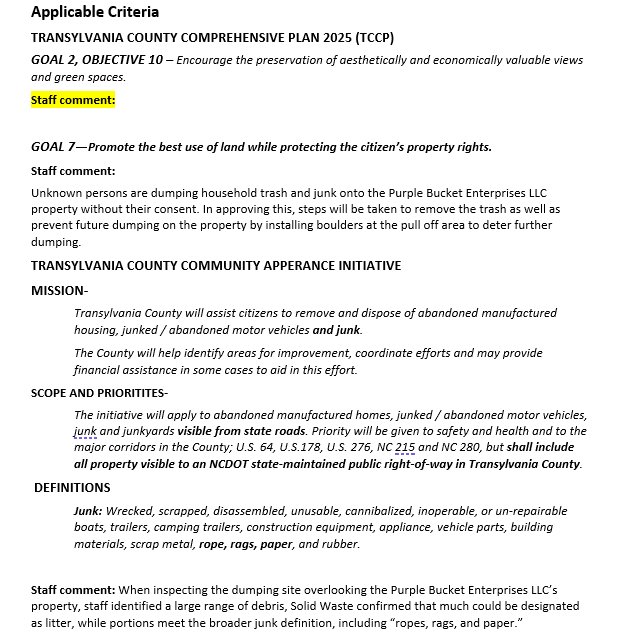 Applicable Criteria
TRANSYLVANIA COUNTY COMPREHENSIVE PLAN 2025 (TCCP)
GOAL 2, OBJECTIVE 10 – Encourage the preservation of aesthetically and economically valuable views
and green spaces.
Staff comment:
GOAL 7—Promote the best use of land while protecting the citizen’s property rights.
Staff comment:
Unknown persons are dumping household trash and junk onto the Purple Bucket Enterprises LLC
property without their consent. In approving this, steps will be taken to remove the trash as well as
prevent future dumping on the property by installing boulders at the pull off area to deter further
dumping.
TRANSYLVANIA COUNTY COMMUNITY APPERANCE INITIATIVE
MISSION-
Transylvania County will assist citizens to remove and dispose of abandoned manufactured
housing, junked / abandoned motor vehicles and junk.
The County will help identify areas for improvement, coordinate efforts and may provide
financial assistance in some cases to aid in this effort.
SCOPE AND PRIORITITES-
The initiative will apply to abandoned manufactured homes, junked / abandoned motor vehicles,
junk and junkyards visible from state roads. Priority will be given to safety and health and to the
major corridors in the County; U.S. 64, U.S.178, U.S. 276, NC 215 and NC 280, but shall include
all property visible to an NCDOT state-maintained public right-of-way in Transylvania County.
DEFINITIONS
Junk: Wrecked, scrapped, disassembled, unusable, cannibalized, inoperable, or un-repairable
boats, trailers, camping trailers, construction equipment, appliance, vehicle parts, building
materials, scrap metal, rope, rags, paper, and rubber.
Staff comment: When inspecting the dumping site overlooking the Purple Bucket Enterprises LLC’s
property, staff identified a large range of debris, Solid Waste confirmed that much could be designated
as litter, while portions meet the broader junk definition, including “ropes, rags, and paper.”